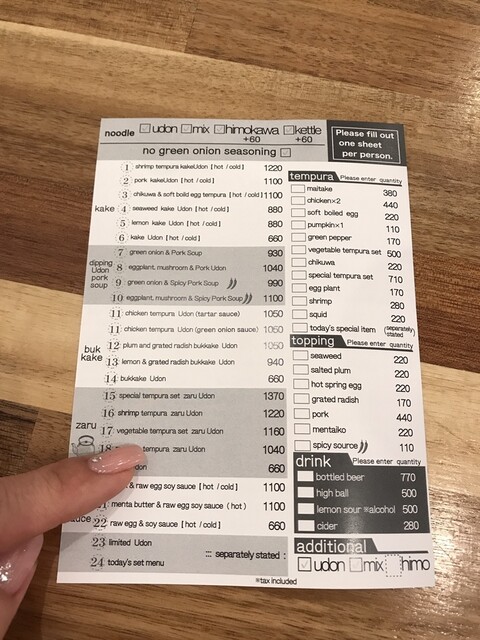 noodle udon mix himokawa kettle
+60 +60
no green onion seasoning
Please fill out
one sheet
per person.
kake
1 shrimp tempura kakeUdon [hot / cold] 1220
2 pork kakeUdon [hot / cold] 1100
3 chikuwa & soft boild egg tempura [hot / cold] 1100
4 seaweed kake Udon [hot / cold] 880
5 lemon kake Udon [hot / cold] 880
6 kake Udon [hot / cold] 660
dipping
Udon
pork
soup
7 green onion & Pork Soup 930
8 eggplant, mushroom & Pork Udon 1040
9 green onion & Spicy Pork Soup 990
10 eggplant, mushroom & Spicy Pork Soup 1100
buk
kake
11 chicken tempura Udon (tartar sauce) 1050
11 chicken tempura Udon (green onion sauce) 1050
12 plum and grated radish bukkake Udon 1050
13 lemon & grated radish bukkake Udon 940
14 bukkake Udon 660
zaru
15 special tempura set zaru Udon 1370
16 shrimp tempura zaru Udon 1220
17 vegetable tempura set zaru Udon 1160
18 tempura zaru Udon 1040
don 660
& raw egg soy sauce [hot / cold] 1100
menta butter & raw egg soy sauce (hot) 1100
22 raw egg & soy sauce [hot / cold] 660
23 limited Udon
24 today's set menu
::: separately stated :
※tax included
tempura Please enter quantity
maitake 380
chicken×2 440
soft boiled egg 220
pumpkin×1 110
green pepper 170
vegetable tempura set 500
chikuwa 220
special tempura set 710
egg plant 170
shrimp 280
squid 220
today's special item (separately stated)
topping Please enter quantity
seaweed 220
salted plum 220
hot spring egg 220
grated radish 170
pork 440
mentaiko 220
spicy source 110
drink Please enter quantity
bottled beer 770
high ball 500
lemon sour ※alcohol 500
cider 280
additional
udon mix himo